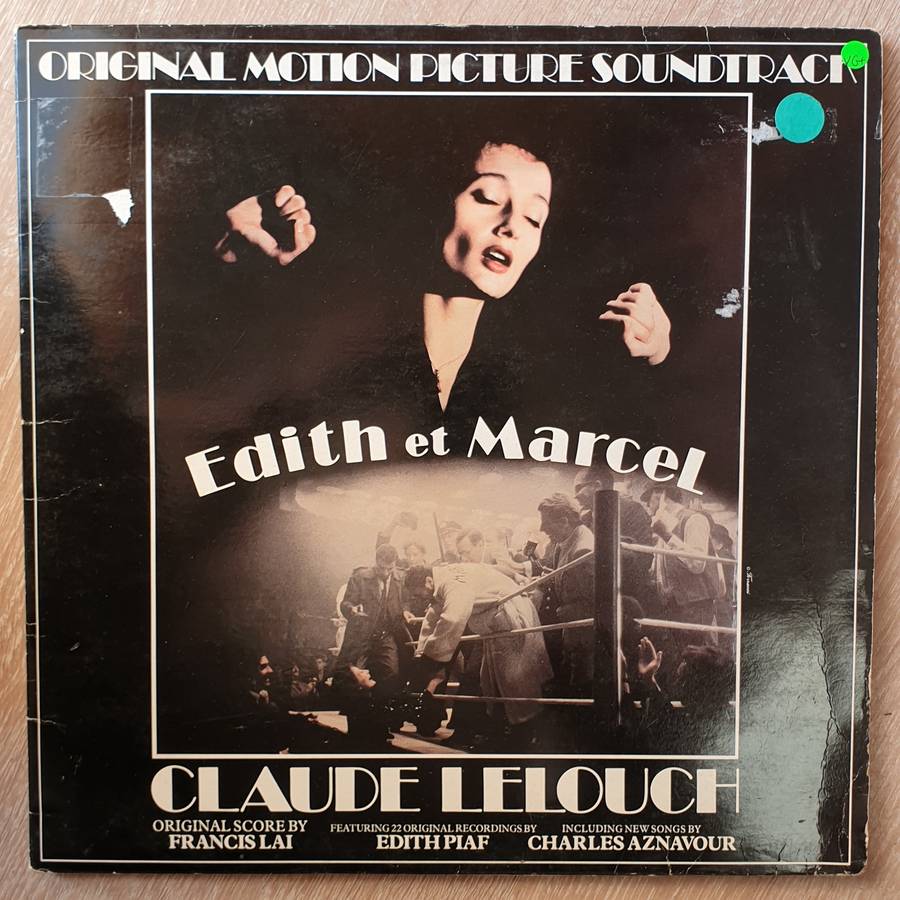 ORIGINAL MOTION PICTURE SOUNDTRACK
VG+
Edith et Marcel
CLAUDE LELOUCH
ORIGINAL SCORE BY FEATURING 22 ORIGINAL RECORDINGS BY INCLUDING NEW SONGS BY
FRANCIS LAI EDITH PIAF CHARLES AZNAVOUR